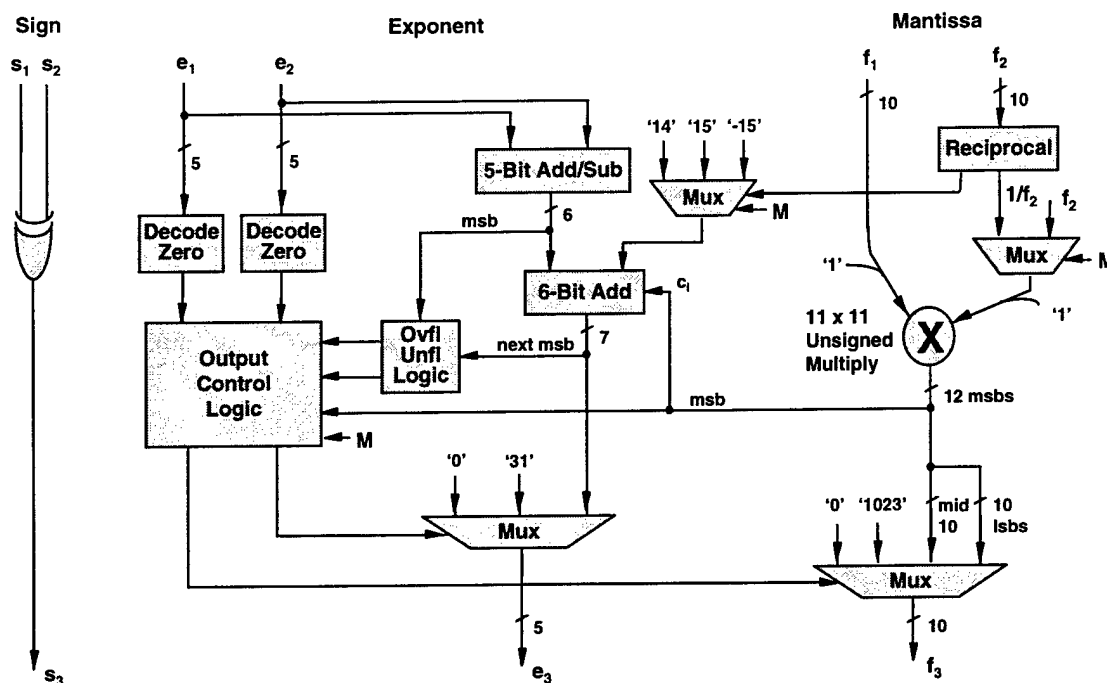 Sign
Exponent
Mantissa
s1 s2
e1
e2
f1
f2
10
10
5
5
'14' '15' '-15'
5-Bit Add/Sub
Reciprocal
Mux
M
1/f2
f2
6
msb
Decode
Zero
Decode
Zero
Mux
M
'1'
'1'
6-Bit Add
ci
7
11 x 11
Unsigned
Multiply
X
Output
Control
Logic
Ovfl
Unfl
Logic
next msb
12 msbs
msb
M
'0' '31'
'0' '1023'
mid
10
10
lsbs
Mux
Mux
5
10
s3
e3
f3